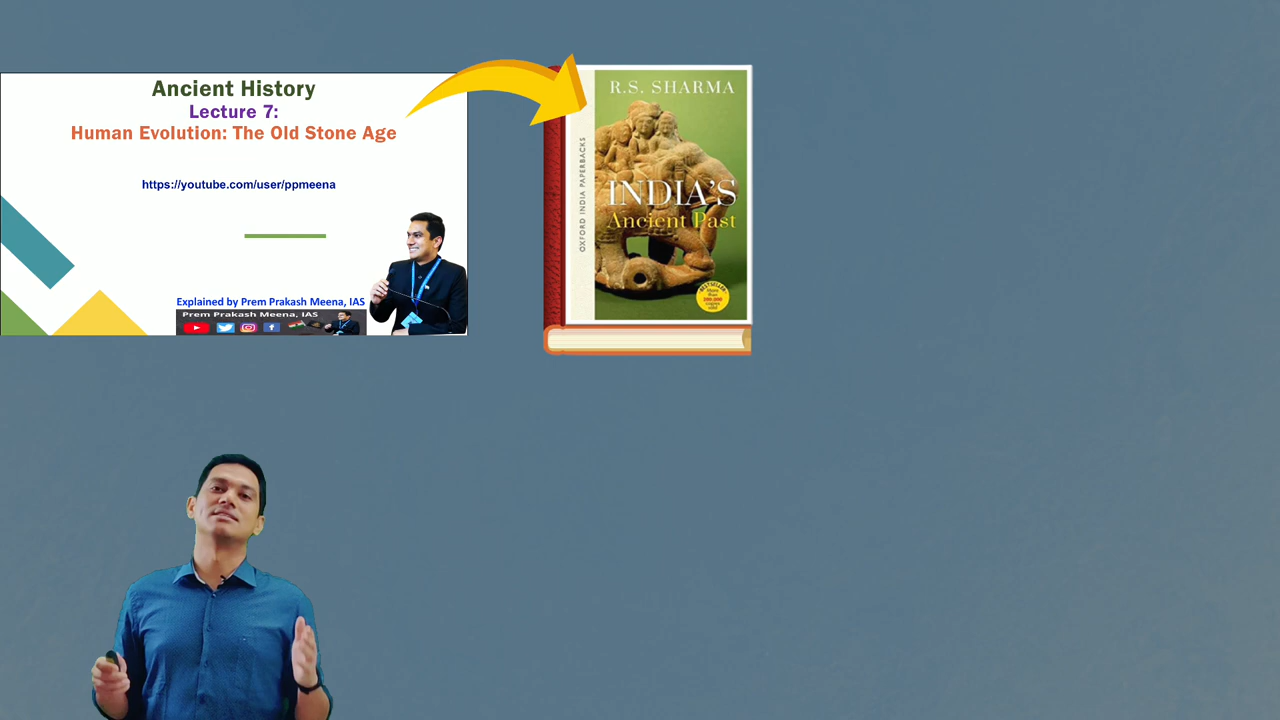 Ancient History
Lecture 7:
Human Evolution: The Old Stone Age
https://youtube.com/user/ppmeena
Explained by Prem Prakash Meena, IAS
Prem Prakash Meena, IAS
R.S. SHARMA
OXFORD INDIA PAPERBACKS
INDIA'S
Ancient Past
BESTSELLER